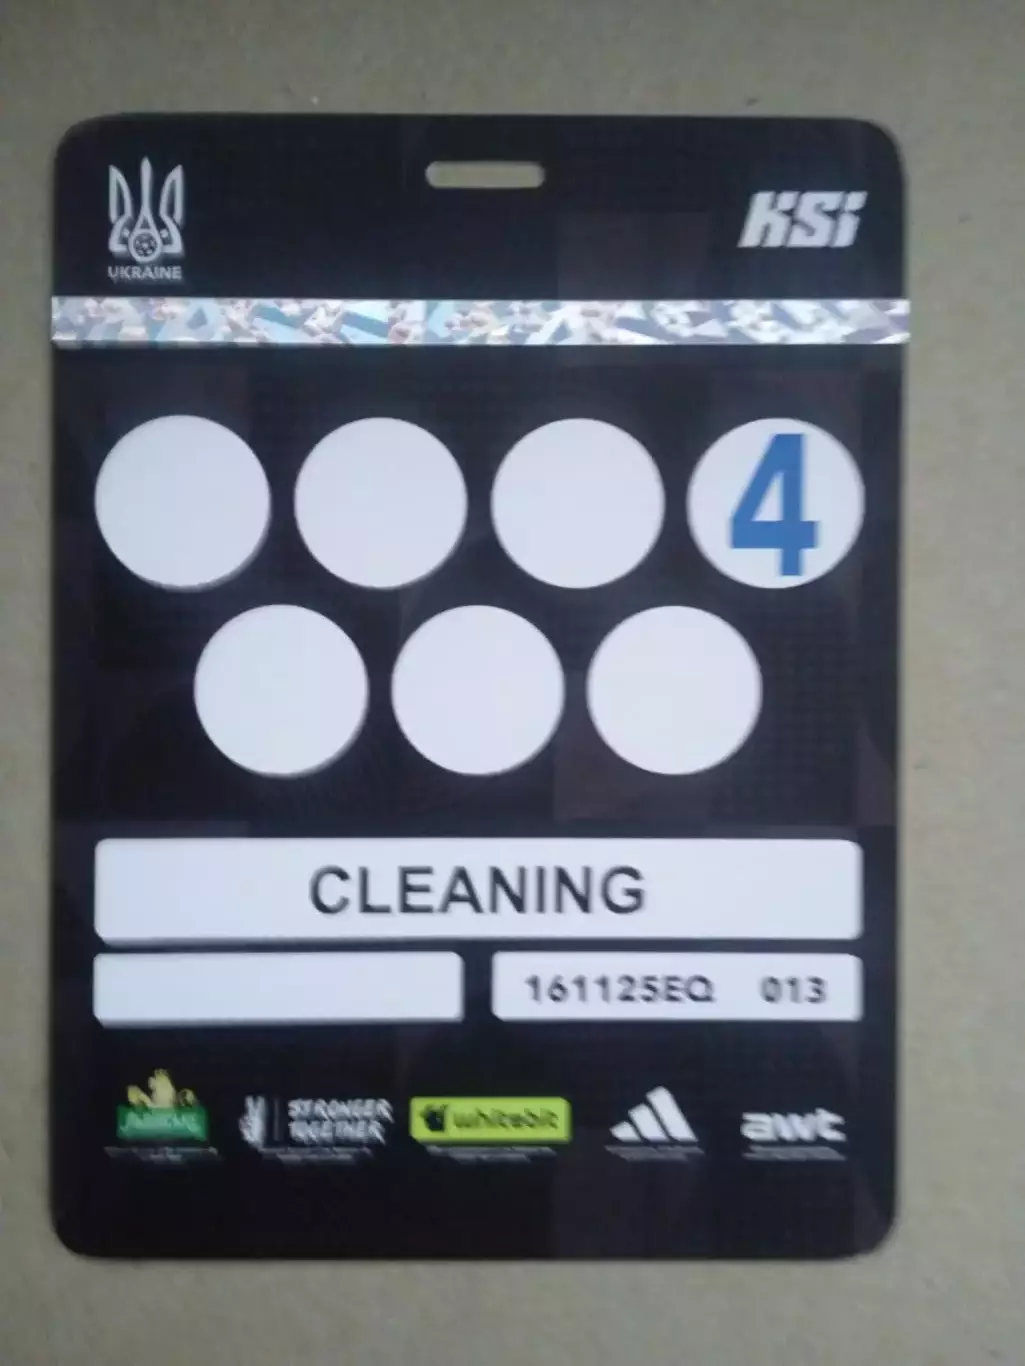 UKRAINE
KSI
4
CLEANING
161125EQ 013
STRONGER
TOGETHER
whitebit
awt